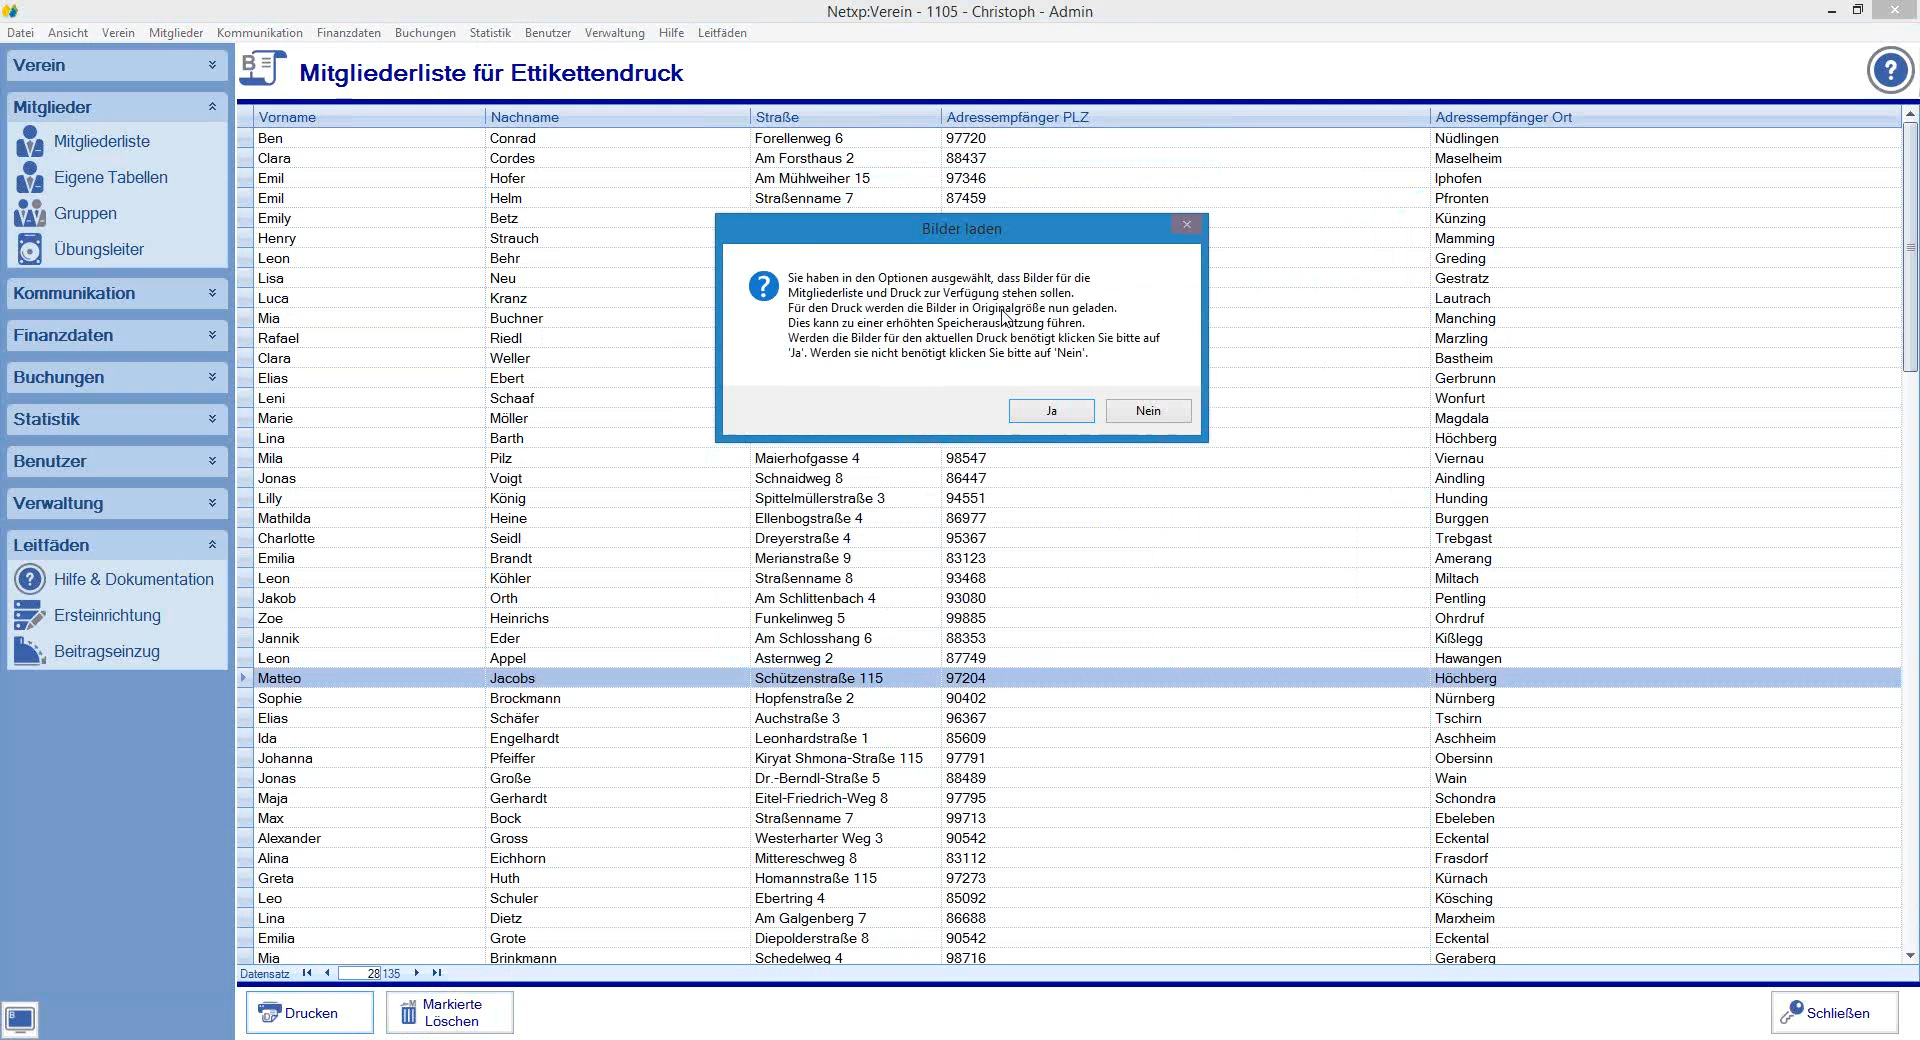 Netxp:Verein - 1105 - Christoph - Admin
Datei Ansicht Verein Mitglieder Kommunikation Finanzdaten Buchungen Statistik Benutzer Verwaltung Hilfe Leitfäden
Verein
Mitglieder
Mitgliederliste
Eigene Tabellen
Gruppen
Übungsleiter
Kommunikation
Finanzdaten
Buchungen
Statistik
Benutzer
Verwaltung
Leitfäden
Hilfe & Dokumentation
Ersteinrichtung
Beitragseinzug
Mitgliederliste für Ettikettendruck
Vorname Nachname Straße Adressempfänger PLZ Adressempfänger Ort
Ben Conrad Forellenweg 6 97720 Nüdlingen
Clara Cordes Am Forsthaus 2 88437 Maselheim
Emil Hofer Am Mühlweiher 15 97346 Iphofen
Emil Helm Straßenname 7 87459 Pfronten
Emily Betz Künzing
Henry Strauch Mamming
Leon Behr Greding
Lisa Neu Gestratz
Luca Kranz Lautrach
Mia Buchner Manching
Rafael Riedl Marzling
Clara Weller Bastheim
Elias Ebert Gerbrunn
Leni Schaaf Wonfurt
Marie Möller Magdala
Lina Barth Höchberg
Mila Pilz Maierhofgasse 4 98547 Viernau
Jonas Voigt Schnaidweg 8 86447 Aindling
Lilly König Spittelmüllerstraße 3 94551 Hunding
Mathilda Heine Ellenbogstraße 4 86977 Burggen
Charlotte Seidl Dreyerstraße 4 95367 Trebgast
Emilia Brandt Merianstraße 9 83123 Amerang
Leon Köhler Straßenname 8 93468 Miltach
Jakob Orth Am Schlittenbach 4 93080 Pentling
Zoe Heinrichs Funkelinweg 5 99885 Ohrdruf
Jannik Eder Am Schlosshang 6 88353 Kißlegg
Leon Appel Asternweg 2 87749 Hawangen
Matteo Jacobs Schützenstraße 115 97204 Höchberg
Sophie Brockmann Hopfenstraße 2 90402 Nürnberg
Elias Schäfer Auchstraße 3 96367 Tschirn
Ida Engelhardt Leonhardstraße 1 85609 Aschheim
Johanna Pfeiffer Kiryat Shmona-Straße 115 97791 Obersinn
Jonas Große Dr.-Berndl-Straße 5 88489 Wain
Maja Gerhardt Eitel-Friedrich-Weg 8 97795 Schondra
Max Bock Straßenname 7 99713 Ebeleben
Alexander Gross Westerharter Weg 3 90542 Eckental
Alina Eichhorn Mittereschweg 8 83112 Frasdorf
Greta Huth Homannstraße 115 97273 Kürnach
Leo Schuler Ebertring 4 85092 Kösching
Lina Dietz Am Galgenberg 7 86688 Marxheim
Emilia Grote Diepolderstraße 8 90542 Eckental
Mia Brinkmann Schedelweg 4 98716 Geraberg
Bilder laden
Sie haben in den Optionen ausgewählt, dass Bilder für die
Mitgliederliste und Druck zur Verfügung stehen sollen.
Für den Druck werden die Bilder in Originalgröße nun geladen.
Dies kann zu einer erhöhten Speicherausnutzung führen.
Werden die Bilder für den aktuellen Druck benötigt klicken Sie bitte auf
'Ja'. Werden sie nicht benötigt klicken Sie bitte auf 'Nein'.
Ja Nein
Datensatz 28 135
Drucken
Markierte
Löschen
Schließen